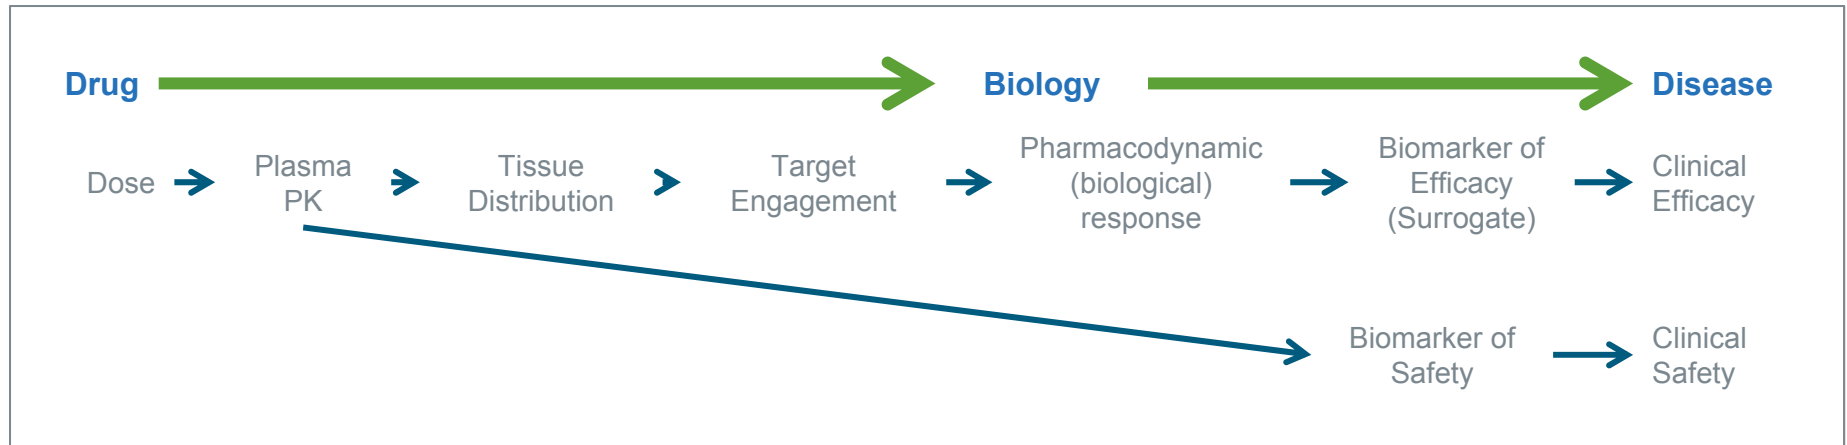 Drug
Biology
Disease
Dose
Plasma
PK
Tissue
Distribution
Target
Engagement
Pharmacodynamic
(biological)
response
Biomarker of
Efficacy
(Surrogate)
Clinical
Efficacy
Biomarker of
Safety
Clinical
Safety